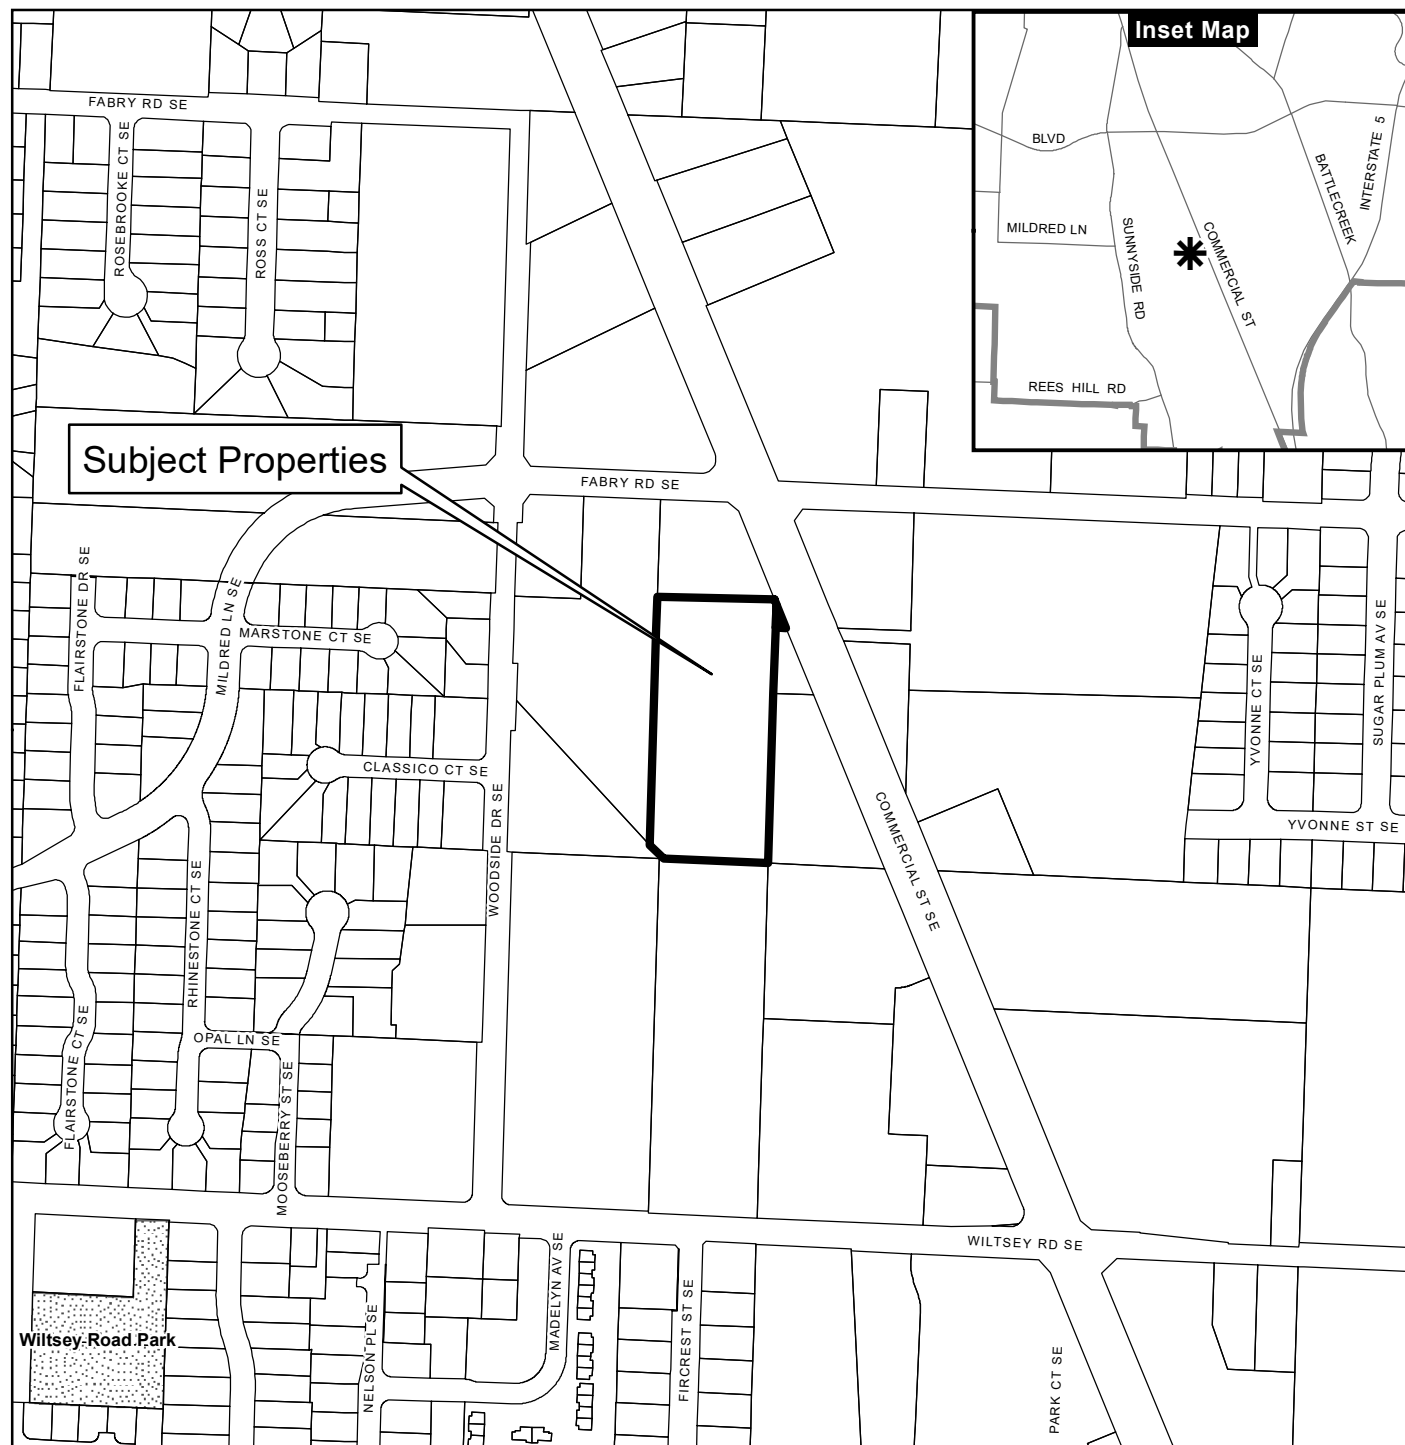 Inset Map
BLVD
MILDRED LN
SUNNYSIDE RD
COMMERCIAL ST
BATTLECREEK
INTERSTATE 5
REES HILL RD
FABRY RD SE
ROSEBROOKE CT SE
ROSS CT SE
Subject Properties
FABRY RD SE
FLAIRSTONE DR SE
MILDRED LN SE
MARSTONE CT SE
CLASSICO CT SE
WOODSIDE DR SE
COMMERCIAL ST SE
YVONNE CT SE
SUGAR PLUM AV SE
YVONNE ST SE
RHINESTONE CT SE
FLAIRSTONE CT SE
OPAL LN SE
MOOSEBERRY ST SE
WILTSEY RD SE
Wiltsey Road Park
NELSON PL SE
MADELYN AV SE
FIRCREST ST SE
PARK CT SE